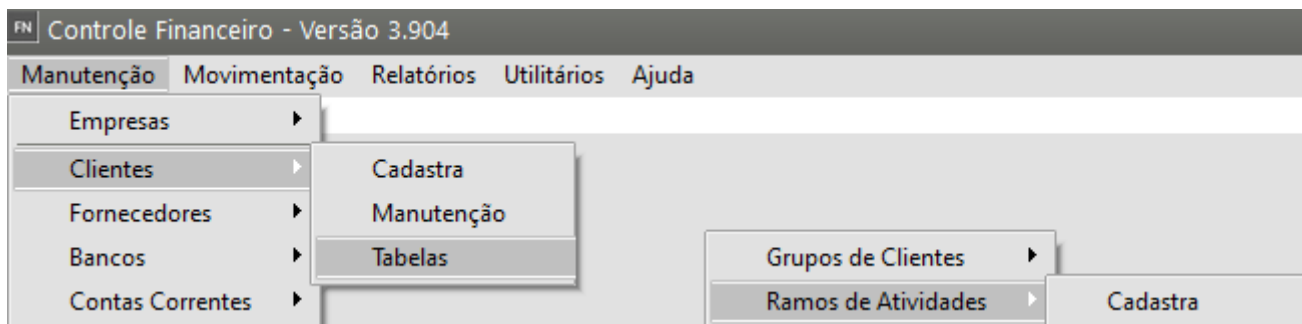 FN Controle Financeiro - Versão 3.904
Manutenção Movimentação Relatórios Utilitários Ajuda
Empresas
Clientes Cadastra
Fornecedores Manutenção
Bancos Tabelas Grupos de Clientes
Contas Correntes Ramos de Atividades Cadastra